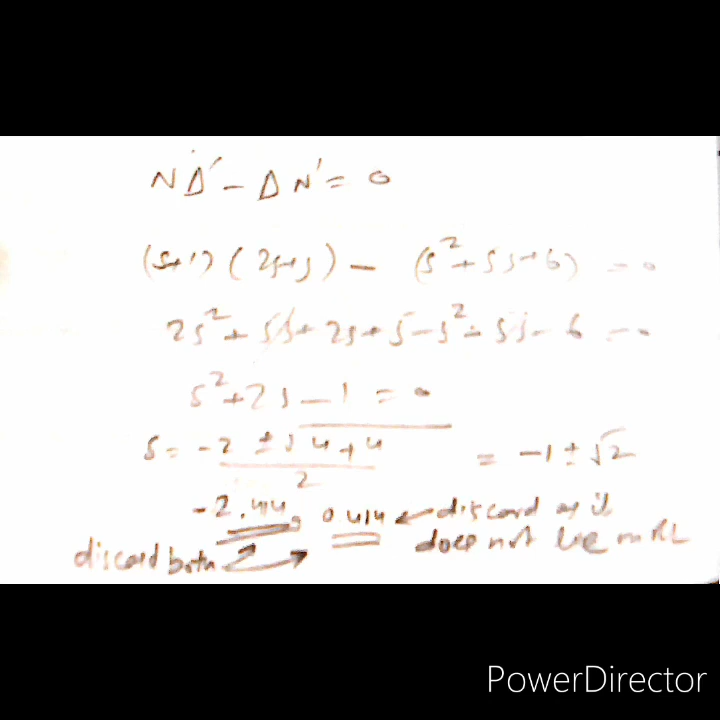 NΔ′ − ΔN′ = 0
(s+1) (2s+5) − (s² + 5s + 6) = 0
2s² + 5s + 2s + 5 − s² − 5s − 6 = 0
s² + 2s − 1 = 0
s = (−2 ± √4+4)/2 = −1 ± √2
−2.414, 0.414 ← discard as it
does not lie on RL
discard both
PowerDirector